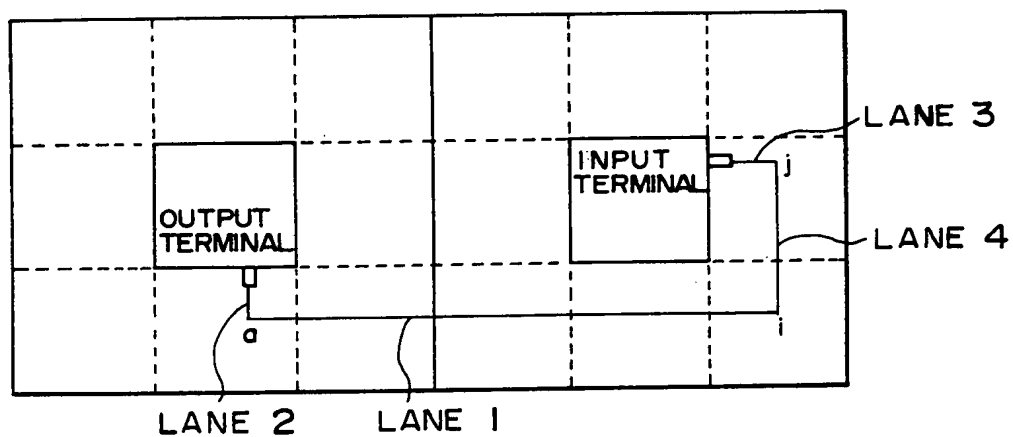 LANE 3
INPUT
TERMINAL
j
OUTPUT
TERMINAL
LANE 4
a
i
LANE 2
LANE 1